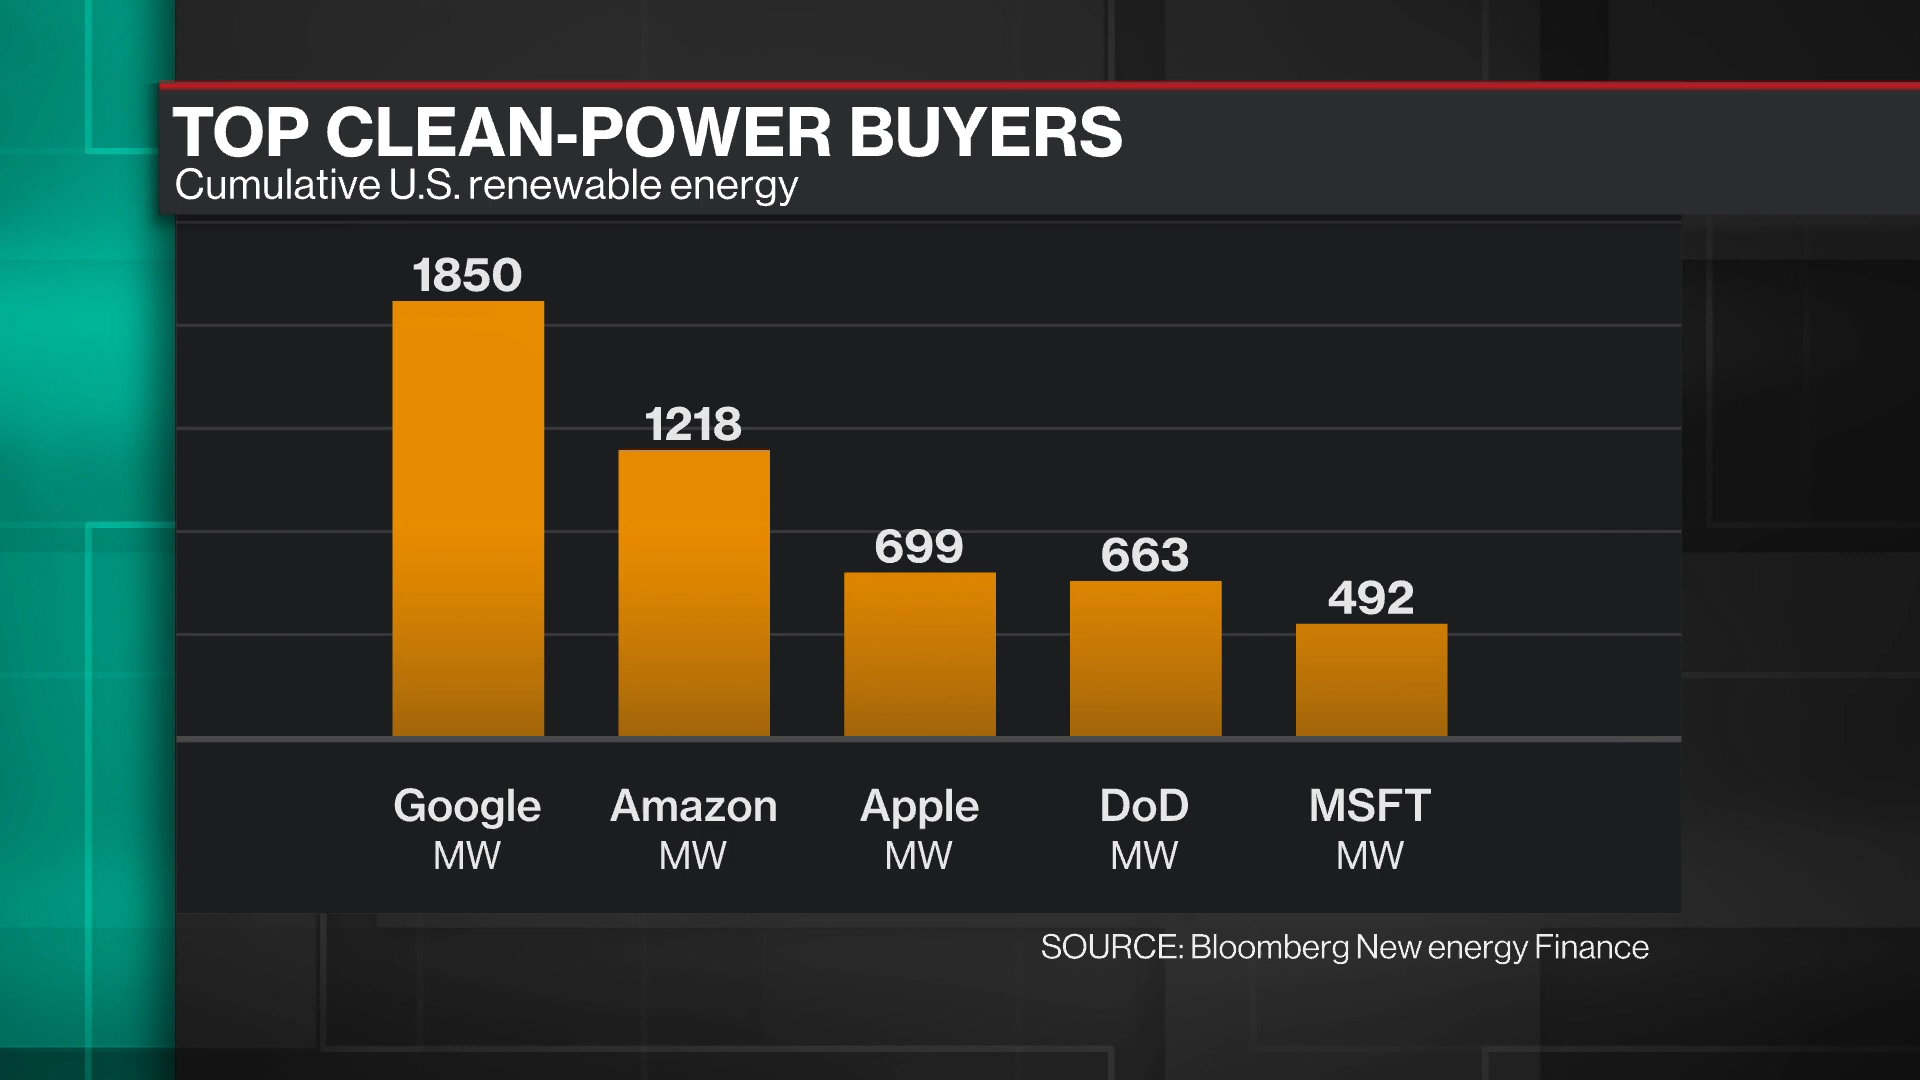 TOP CLEAN-POWER BUYERS
Cumulative U.S. renewable energy
1850
1218
699
663
492
Google Amazon Apple DoD MSFT
MW MW MW MW MW
SOURCE: Bloomberg New energy Finance